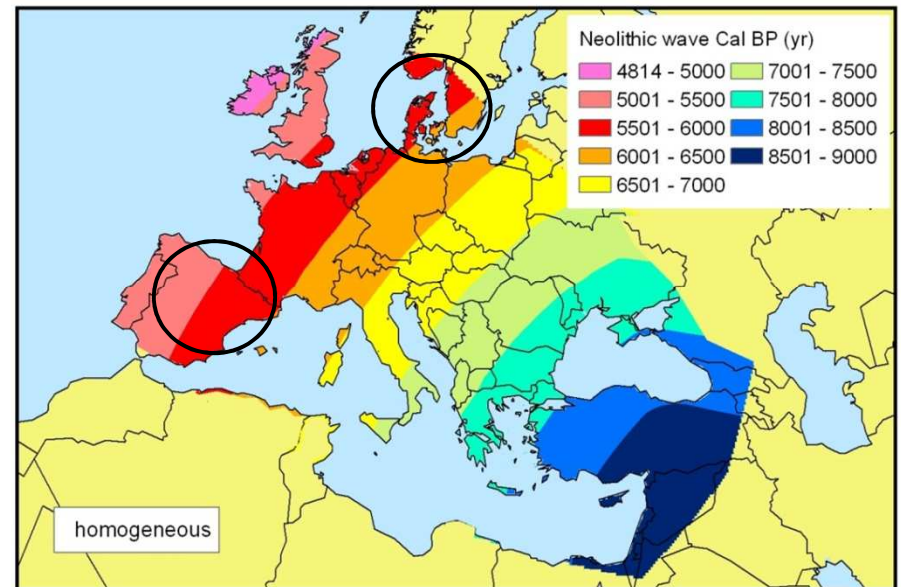 Neolithic wave Cal BP (yr)
4814 - 5000 7001 - 7500
5001 - 5500 7501 - 8000
5501 - 6000 8001 - 8500
6001 - 6500 8501 - 9000
6501 - 7000
homogeneous